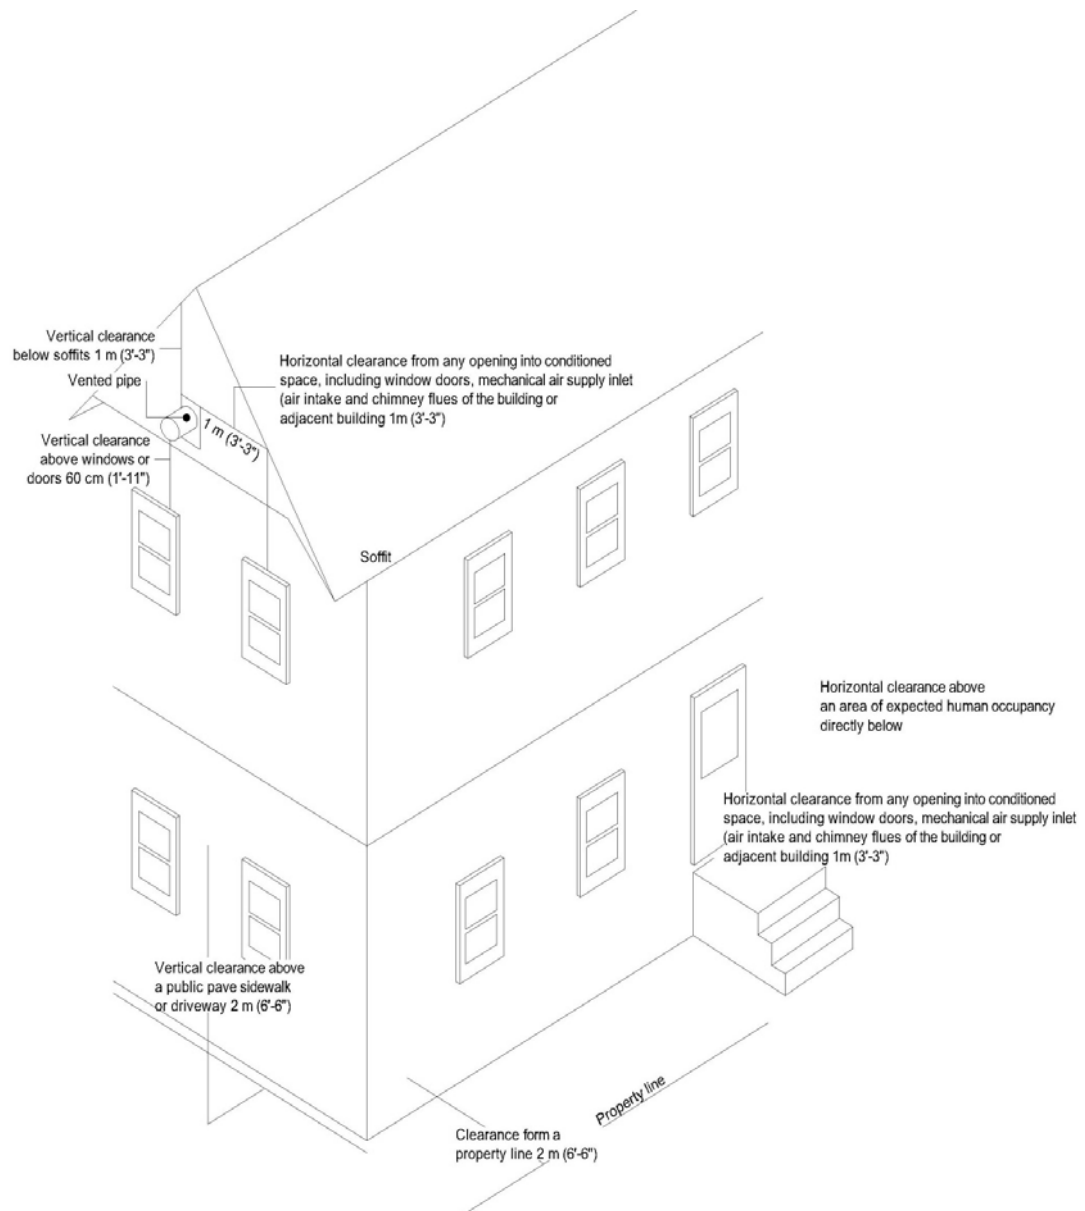 Vertical clearance
below soffits 1 m (3'-3")
Vented pipe
Horizontal clearance from any opening into conditioned
space, including window doors, mechanical air supply inlet
(air intake and chimney flues of the building or
adjacent building 1m (3'-3")
1 m (3'-3")
Vertical clearance
above windows or
doors 60 cm (1'-11")
Soffit
Horizontal clearance above
an area of expected human occupancy
directly below
Horizontal clearance from any opening into conditioned
space, including window doors, mechanical air supply inlet
(air intake and chimney flues of the building or
adjacent building 1m (3'-3")
Vertical clearance above
a public pave sidewalk
or driveway 2 m (6'-6")
Property line
Clearance form a
property line 2 m (6'-6")